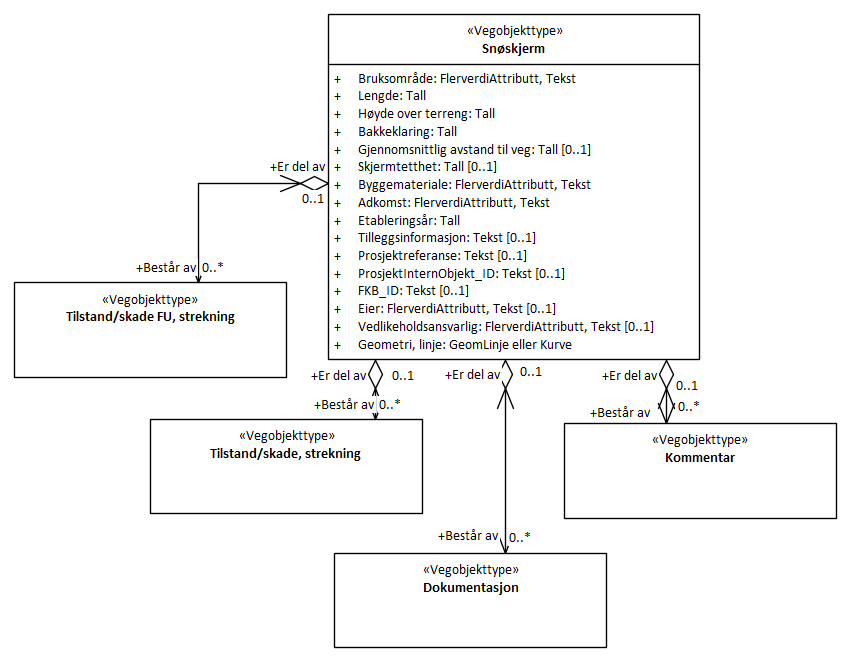 «Vegobjekttype»
Snøskjerm
+ Bruksområde: FlerverdiAttributt, Tekst
+ Lengde: Tall
+ Høyde over terreng: Tall
+ Bakkeklaring: Tall
+ Gjennomsnittlig avstand til veg: Tall [0..1]
+ Skjermtetthet: Tall [0..1]
+ Byggemateriale: FlerverdiAttributt, Tekst
+ Adkomst: FlerverdiAttributt, Tekst
+ Etableringsår: Tall
+ Tilleggsinformasjon: Tekst [0..1]
+ Prosjektreferanse: Tekst [0..1]
+ ProsjektInternObjekt_ID: Tekst [0..1]
+ FKB_ID: Tekst [0..1]
+ Eier: FlerverdiAttributt, Tekst [0..1]
+ Vedlikeholdsansvarlig: FlerverdiAttributt, Tekst [0..1]
+ Geometri, linje: GeomLinje eller Kurve
+Er del av
0..1
+Består av 0..*
«Vegobjekttype»
Tilstand/skade FU, strekning
+Er del av 0..1
+Består av 0..*
«Vegobjekttype»
Tilstand/skade, strekning
+Er del av 0..1
+Består av 0..*
«Vegobjekttype»
Dokumentasjon
+Er del av 0..1
+Består av 0..*
«Vegobjekttype»
Kommentar